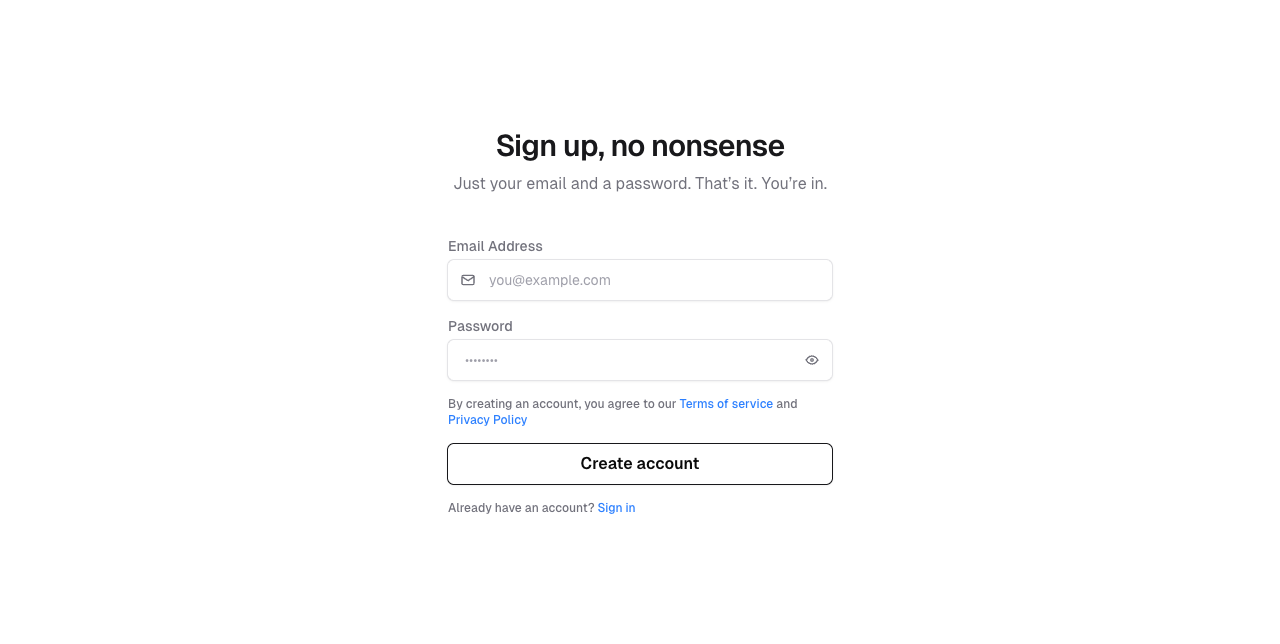 Sign up, no nonsense
Just your email and a password. That’s it. You’re in.
Email Address
you@example.com
Password
••••••••
By creating an account, you agree to our Terms of service and
Privacy Policy
Create account
Already have an account? Sign in